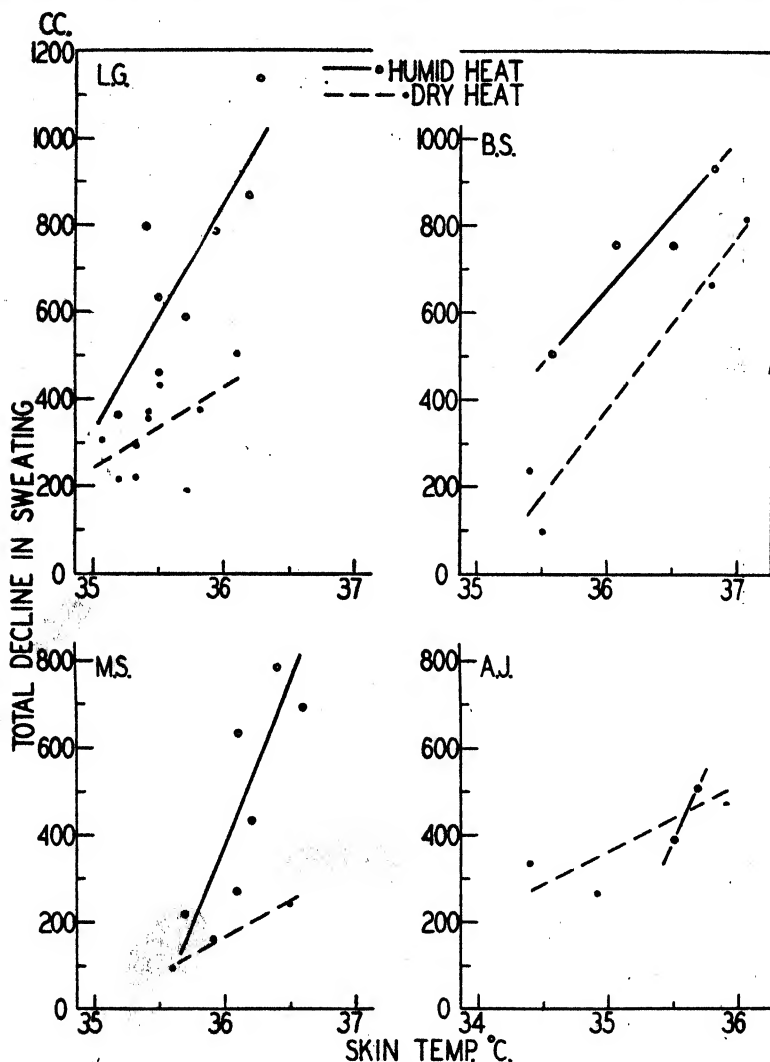 CC.
TOTAL DECLINE IN SWEATING
L.G.
HUMID HEAT
DRY HEAT
1200
1000
800
600
400
200
0
35 36 37
B.S.
1000
800
600
400
200
0
35 36 37
M.S.
800
600
400
200
0
35 36 37
A.J.
800
600
400
200
0
34 35 36
SKIN TEMP. °C.